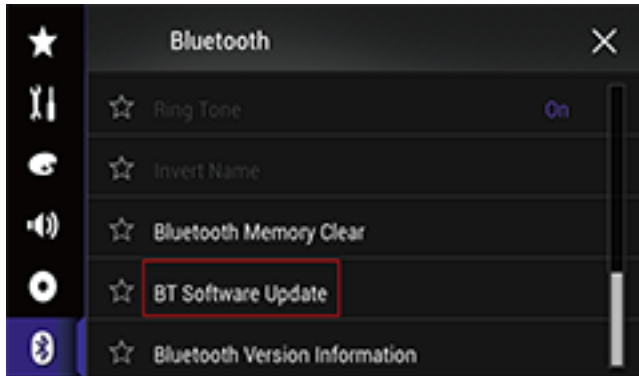 Bluetooth
Ring Tone On
Invert Name
Bluetooth Memory Clear
BT Software Update
Bluetooth Version Information